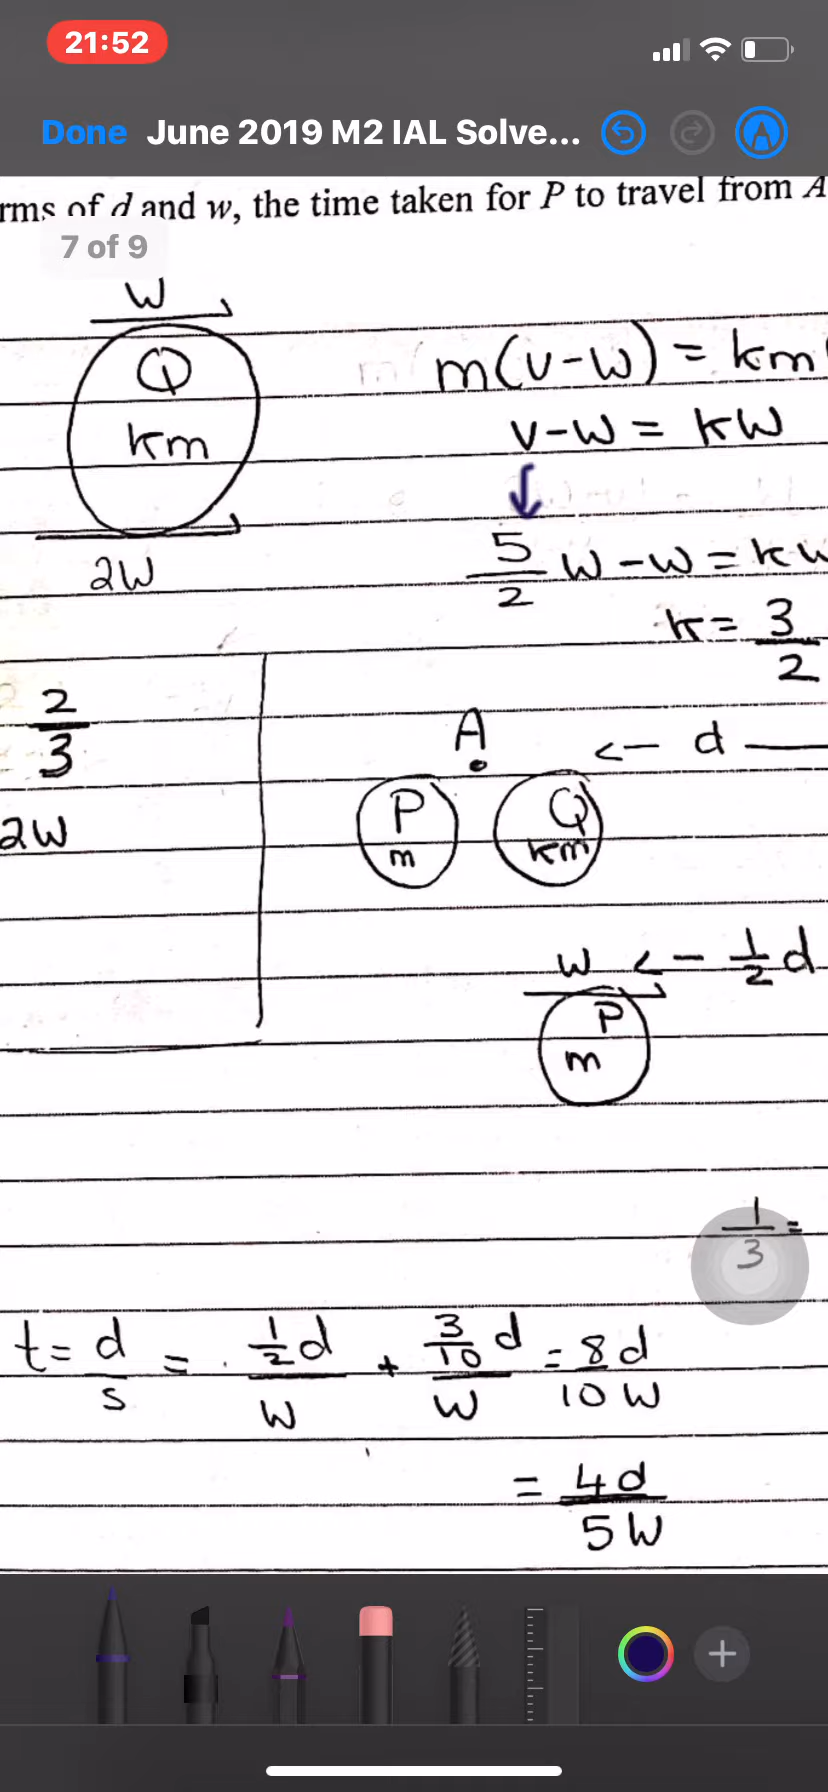 21:52
Done June 2019 M2 IAL Solve...
rms of d and w, the time taken for P to travel from A
7 of 9
W
Q
km
2W
m(v-w) = km
v-w = kw
5/2 w - w = kw
k = 3/2
2/3
2W
A
<- d
P
m
Q
km
w <- 1/2 d
P
m
1/3 =
t = d/s = 1/2 d/w + 3/10 d/w = 8d/10w
= 4d/5w